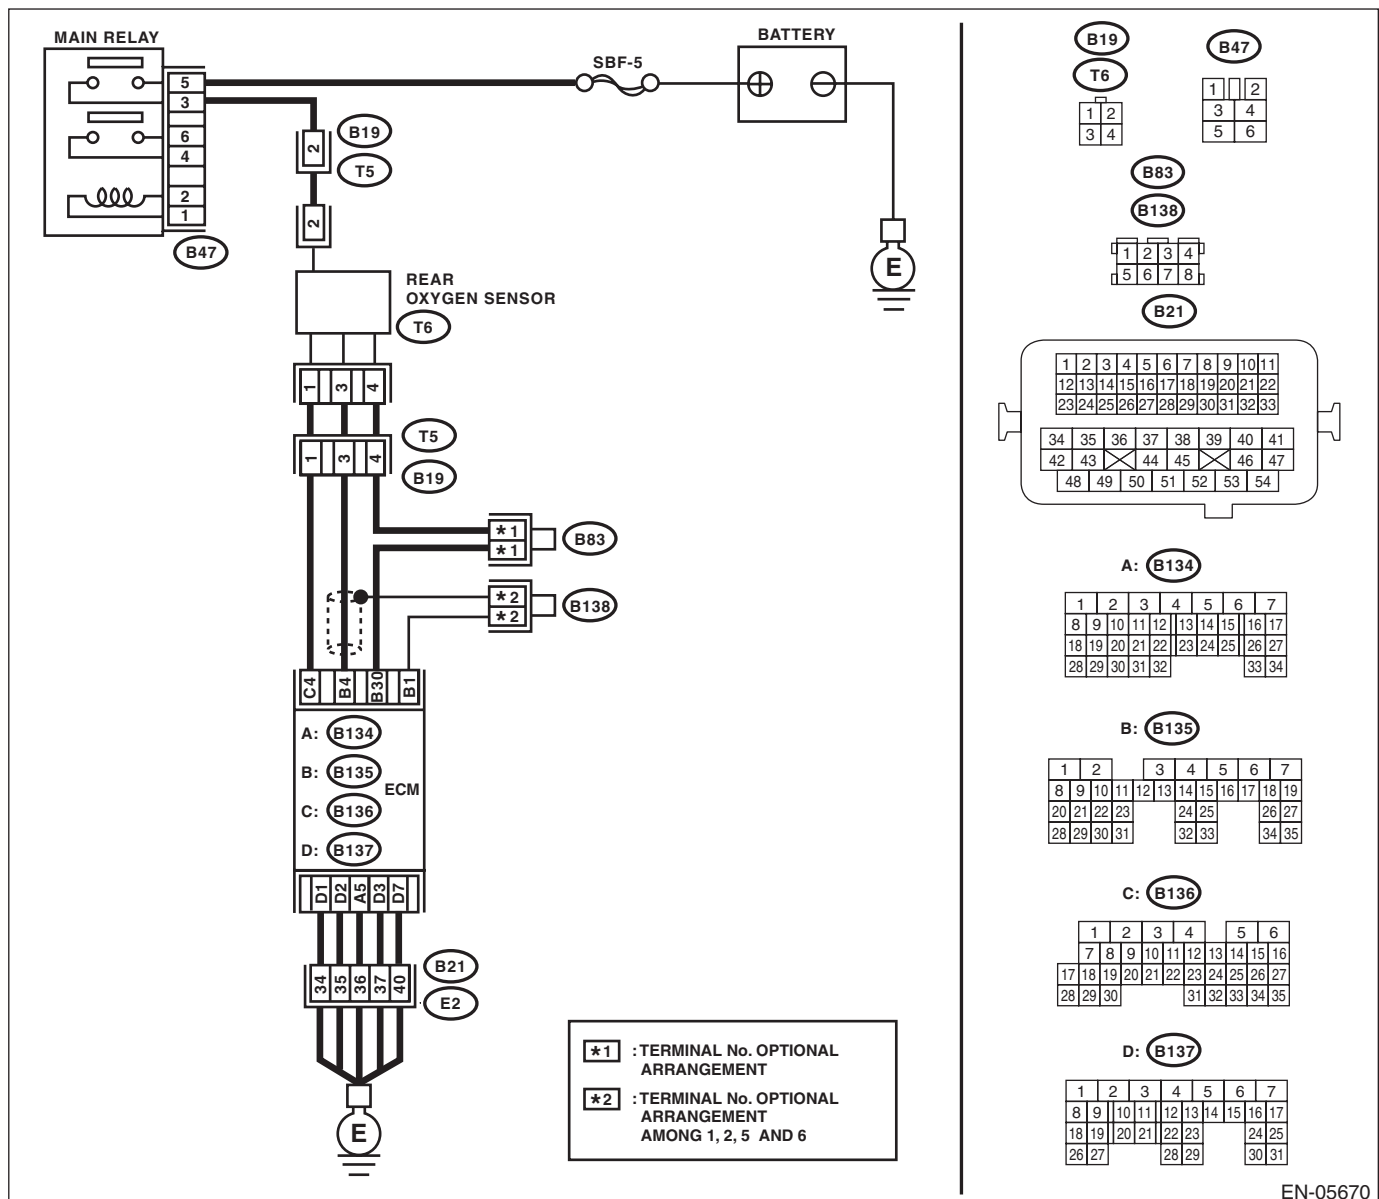 MAIN RELAY
5
3
6
4
2
1
B47
SBF-5
BATTERY
E
2
B19
T5
2
REAR
OXYGEN SENSOR
T6
1 3 4
T5
1 3 4
B19
*1
*1
B83
*2
*2
B138
C4 B4 B30 B1
A: B134
B: B135
ECM
C: B136
D: B137
D1 D2 A5 D3 D7
34 35 36 37 40
B21
E2
E
*1 : TERMINAL No. OPTIONAL
ARRANGEMENT
*2 : TERMINAL No. OPTIONAL
ARRANGEMENT
AMONG 1, 2, 5 AND 6
B19
T6
1 2
3 4
B47
1 2
3 4
5 6
B83
B138
1 2 3 4
5 6 7 8
B21
1 2 3 4 5 6 7 8 9 10 11
12 13 14 15 16 17 18 19 20 21 22
23 24 25 26 27 28 29 30 31 32 33
34 35 36 37 38 39 40 41
42 43 44 45 46 47
48 49 50 51 52 53 54
A: B134
1 2 3 4 5 6 7
8 9 10 11 12 13 14 15 16 17
18 19 20 21 22 23 24 25 26 27
28 29 30 31 32 33 34
B: B135
1 2 3 4 5 6 7
8 9 10 11 12 13 14 15 16 17 18 19
20 21 22 23 24 25 26 27
28 29 30 31 32 33 34 35
C: B136
1 2 3 4 5 6
7 8 9 10 11 12 13 14 15 16
17 18 19 20 21 22 23 24 25 26 27
28 29 30 31 32 33 34 35
D: B137
1 2 3 4 5 6 7
8 9 10 11 12 13 14 15 16 17
18 19 20 21 22 23 24 25
26 27 28 29 30 31
EN-05670